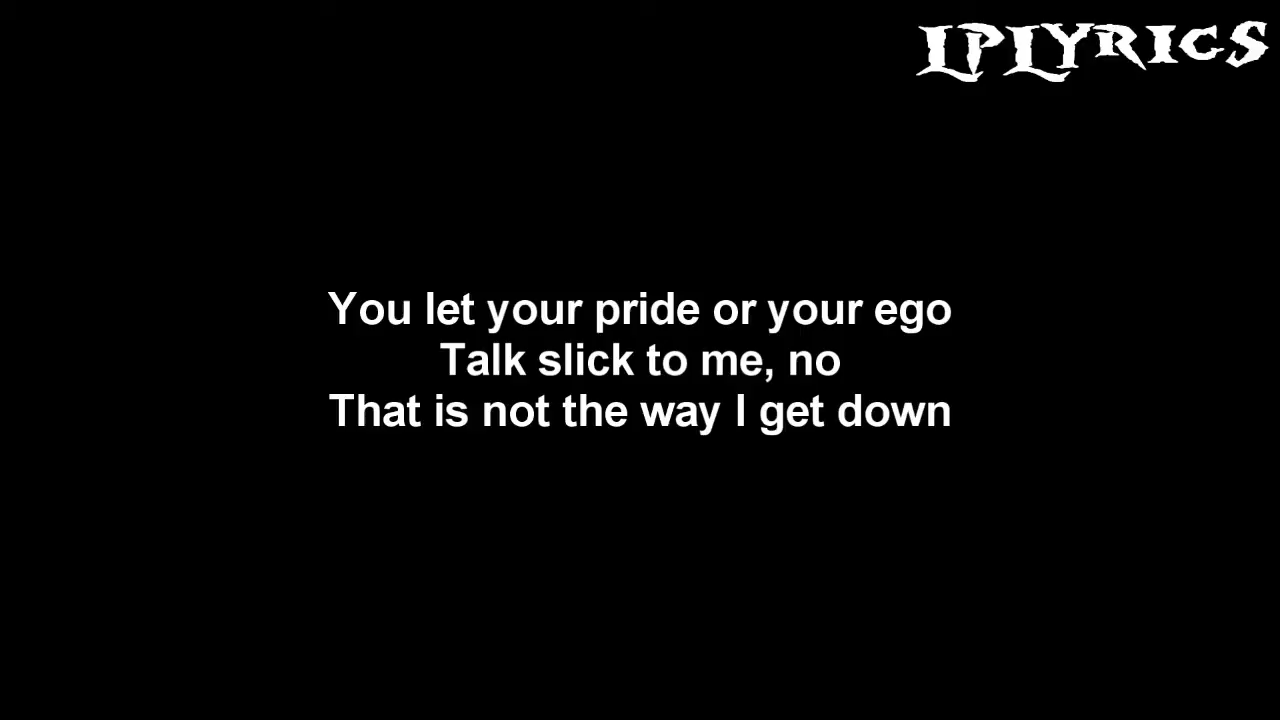 LPLYRICS
You let your pride or your ego
Talk slick to me, no
That is not the way I get down